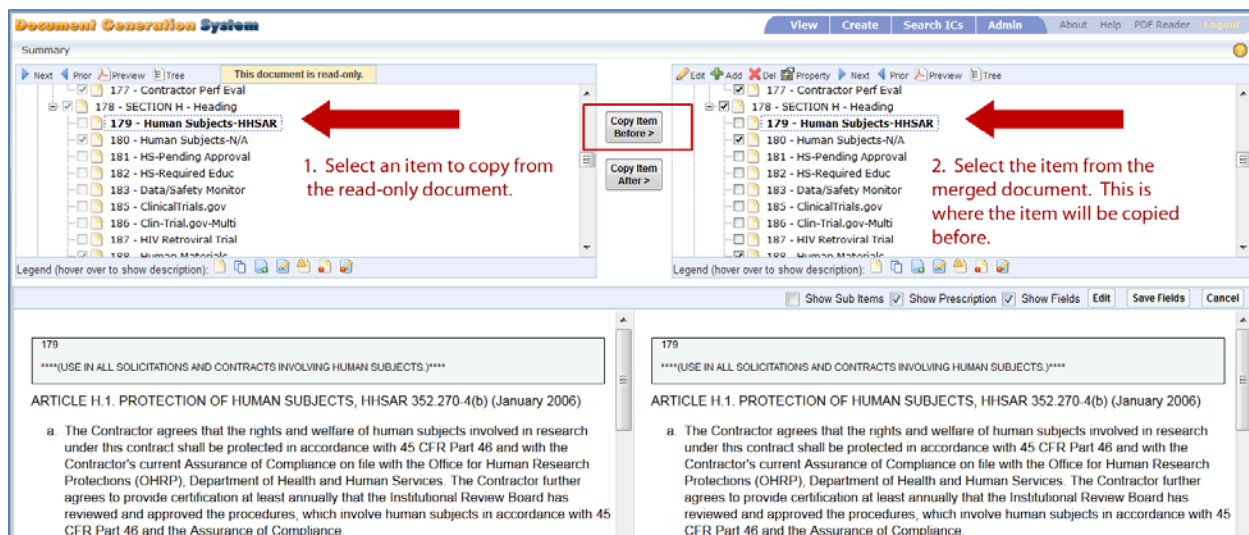 Document Generation System
View Create Search ICs Admin About Help PDF Reader Logout
Summary
Next Prior Preview Tree This document is read-only.
177 - Contractor Perf Eval
178 - SECTION H - Heading
179 - Human Subjects-HHSAR
180 - Human Subjects-N/A
181 - HS-Pending Approval
182 - HS-Required Educ
183 - Data/Safety Monitor
185 - ClinicalTrials.gov
186 - Clin-Trial.gov-Multi
187 - HIV Retroviral Trial
188 - Human Materials
Legend (hover over to show description):
1. Select an item to copy from
the read-only document.
Copy Item
Before >
Copy Item
After >
Edit Add Del Property Next Prior Preview Tree
177 - Contractor Perf Eval
178 - SECTION H - Heading
179 - Human Subjects-HHSAR
180 - Human Subjects-N/A
181 - HS-Pending Approval
182 - HS-Required Educ
183 - Data/Safety Monitor
185 - ClinicalTrials.gov
186 - Clin-Trial.gov-Multi
187 - HIV Retroviral Trial
188 - Human Materials
Legend (hover over to show description):
2. Select the item from the
merged document. This is
where the item will be copied
before.
Show Sub Items Show Prescription Show Fields Edit Save Fields Cancel
179
****(USE IN ALL SOLICITATIONS AND CONTRACTS INVOLVING HUMAN SUBJECTS.)****
ARTICLE H.1. PROTECTION OF HUMAN SUBJECTS, HHSAR 352.270-4(b) (January 2006)
a. The Contractor agrees that the rights and welfare of human subjects involved in research
under this contract shall be protected in accordance with 45 CFR Part 46 and with the
Contractor's current Assurance of Compliance on file with the Office for Human Research
Protections (OHRP), Department of Health and Human Services. The Contractor further
agrees to provide certification at least annually that the Institutional Review Board has
reviewed and approved the procedures, which involve human subjects in accordance with 45
CFR Part 46 and the Assurance of Compliance.
179
****(USE IN ALL SOLICITATIONS AND CONTRACTS INVOLVING HUMAN SUBJECTS.)****
ARTICLE H.1. PROTECTION OF HUMAN SUBJECTS, HHSAR 352.270-4(b) (January 2006)
a. The Contractor agrees that the rights and welfare of human subjects involved in research
under this contract shall be protected in accordance with 45 CFR Part 46 and with the
Contractor's current Assurance of Compliance on file with the Office for Human Research
Protections (OHRP), Department of Health and Human Services. The Contractor further
agrees to provide certification at least annually that the Institutional Review Board has
reviewed and approved the procedures, which involve human subjects in accordance with 45
CFR Part 46 and the Assurance of Compliance.